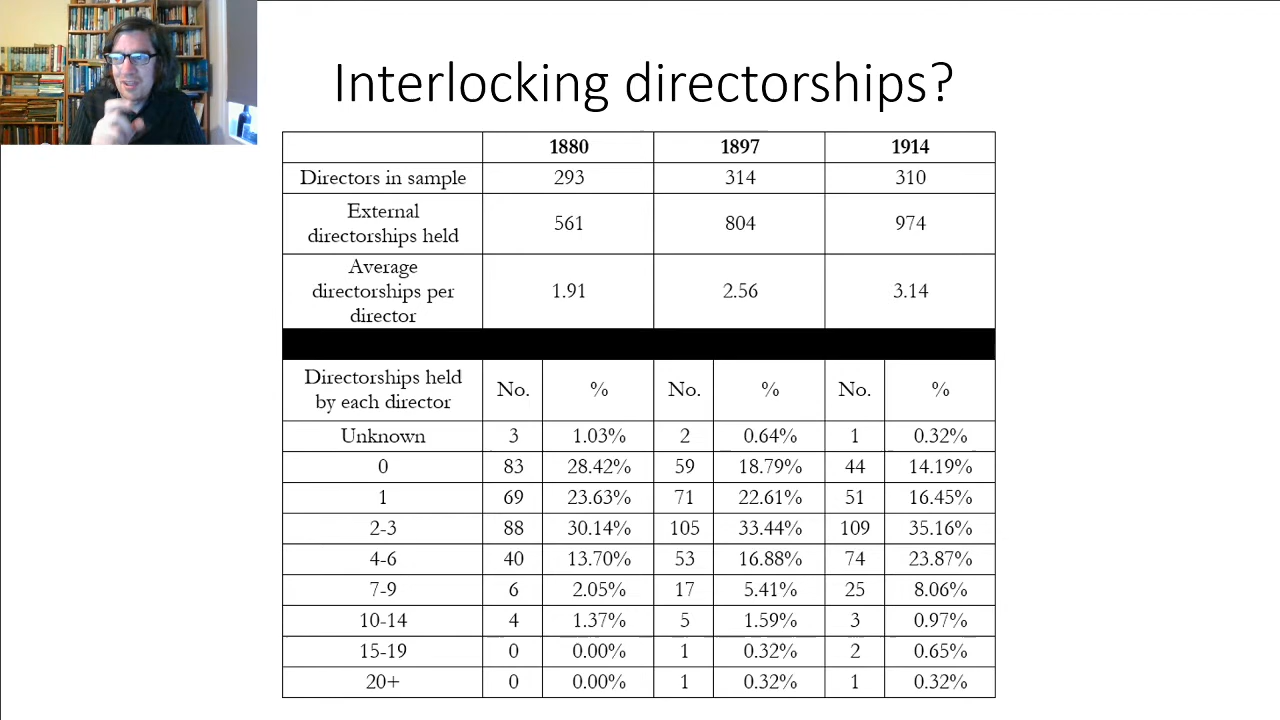 Interlocking directorships?
1880 1897 1914
Directors in sample 293 314 310
External
directorships held 561 804 974
Average
directorships per
director 1.91 2.56 3.14
Directorships held
by each director No. % No. % No. %
Unknown 3 1.03% 2 0.64% 1 0.32%
0 83 28.42% 59 18.79% 44 14.19%
1 69 23.63% 71 22.61% 51 16.45%
2-3 88 30.14% 105 33.44% 109 35.16%
4-6 40 13.70% 53 16.88% 74 23.87%
7-9 6 2.05% 17 5.41% 25 8.06%
10-14 4 1.37% 5 1.59% 3 0.97%
15-19 0 0.00% 1 0.32% 2 0.65%
20+ 0 0.00% 1 0.32% 1 0.32%